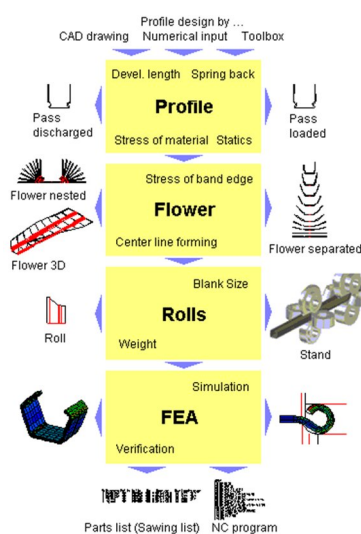 Profile design by ...
CAD drawing Numerical input Toolbox
Devel. length Spring back
Profile
Pass discharged
Pass loaded
Stress of material Statics
Stress of band edge
Flower nested
Flower
Center line forming
Flower separated
Flower 3D
Blank Size
Rolls
Roll
Weight
Stand
Simulation
FEA
Verification
Parts list (Sawing list) NC program